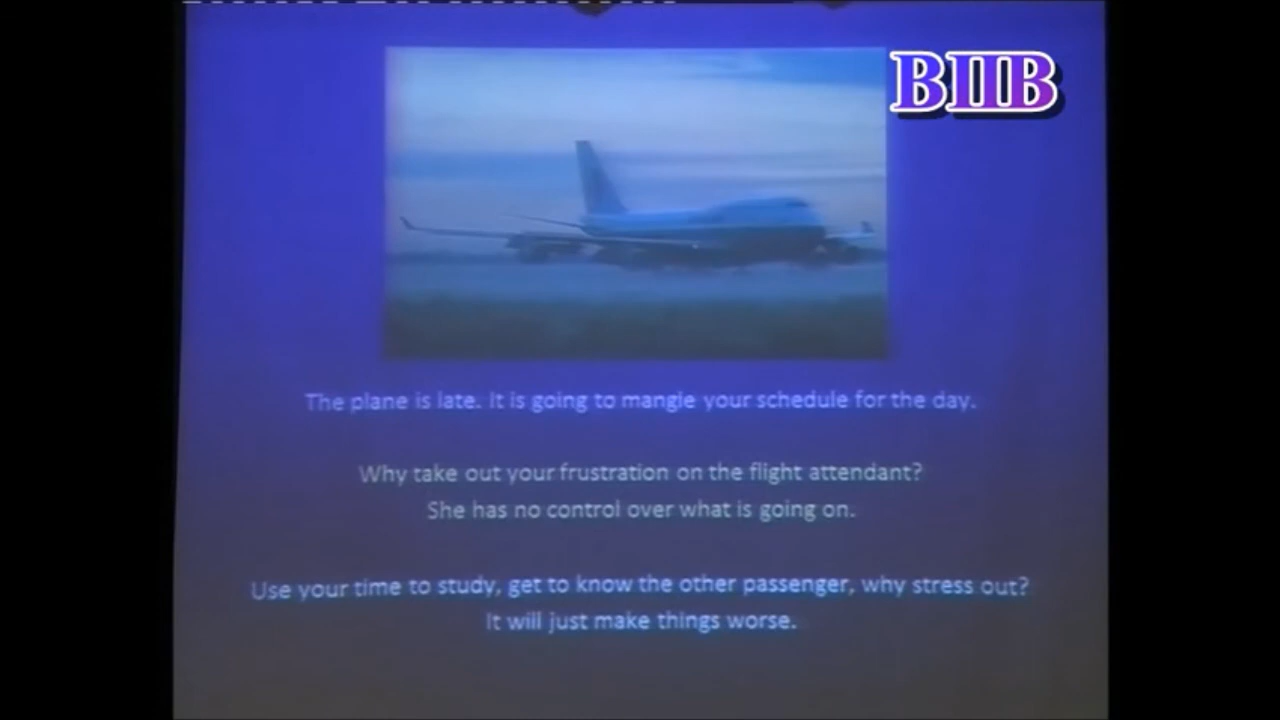 BIIB
The plane is late. It is going to mangle your schedule for the day.
Why take out your frustration on the flight attendant?
She has no control over what is going on.
Use your time to study, get to know the other passenger, why stress out?
It will just make things worse.